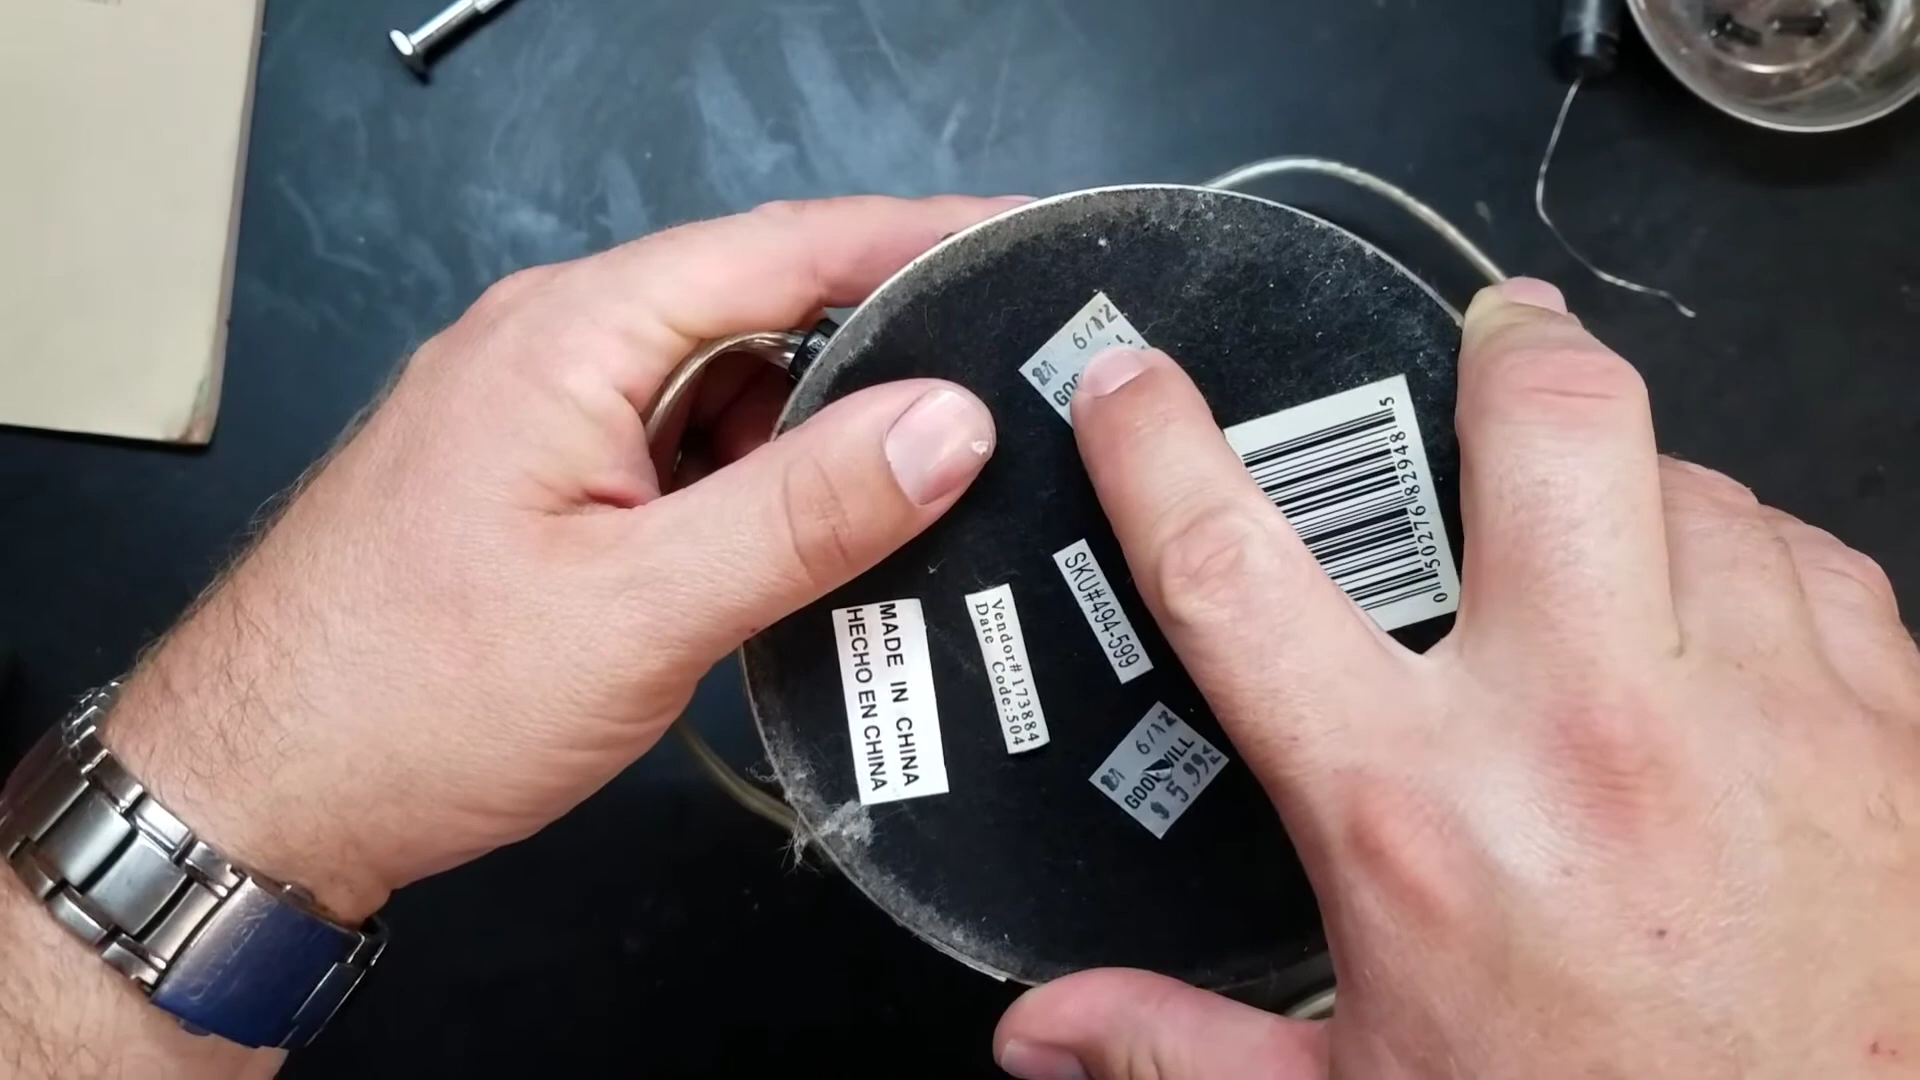 6/12
6/12
GOODWILL
$5.99
SKU#494-599
Vendor#173884
Date Code:504
MADE IN CHINA
HECHO EN CHINA
0 50276 82948 5